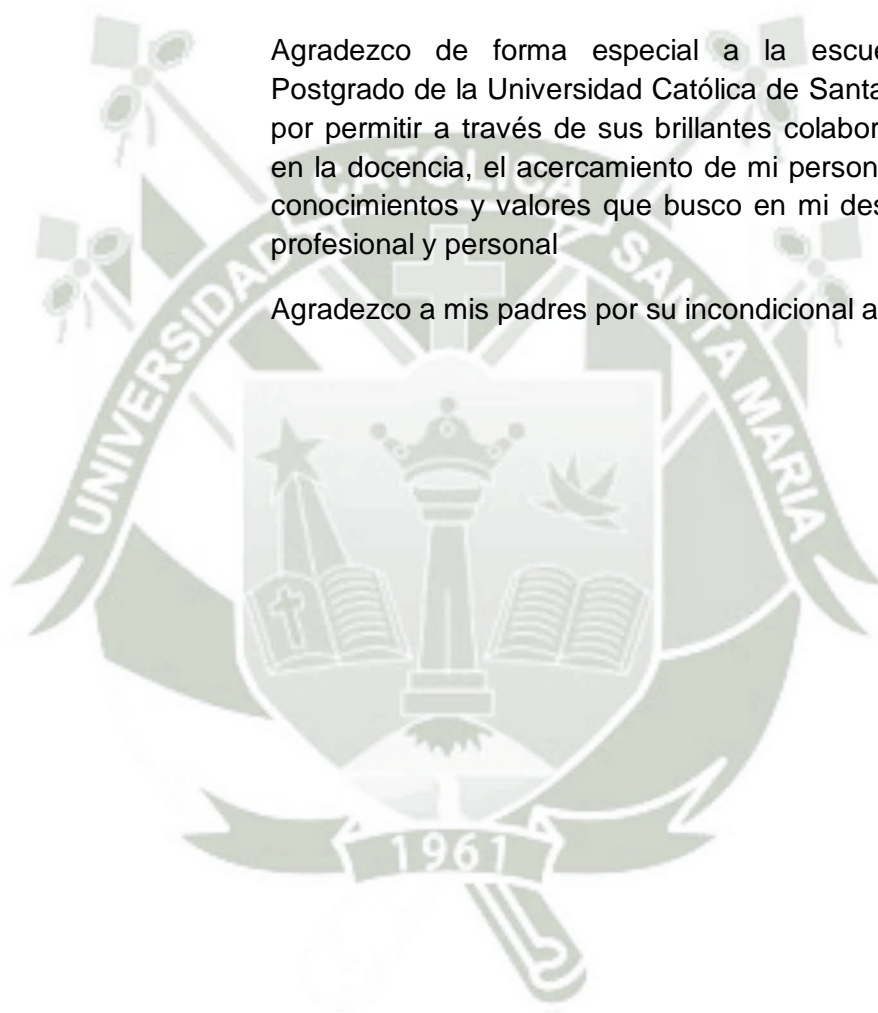 Agradezco de forma especial a la escue
Postgrado de la Universidad Católica de Santa
por permitir a través de sus brillantes colabor
en la docencia, el acercamiento de mi person
conocimientos y valores que busco en mi des
profesional y personal
Agradezco a mis padres por su incondicional a
UNIVERSIDAD CATOLICA SANTA MARIA
1961